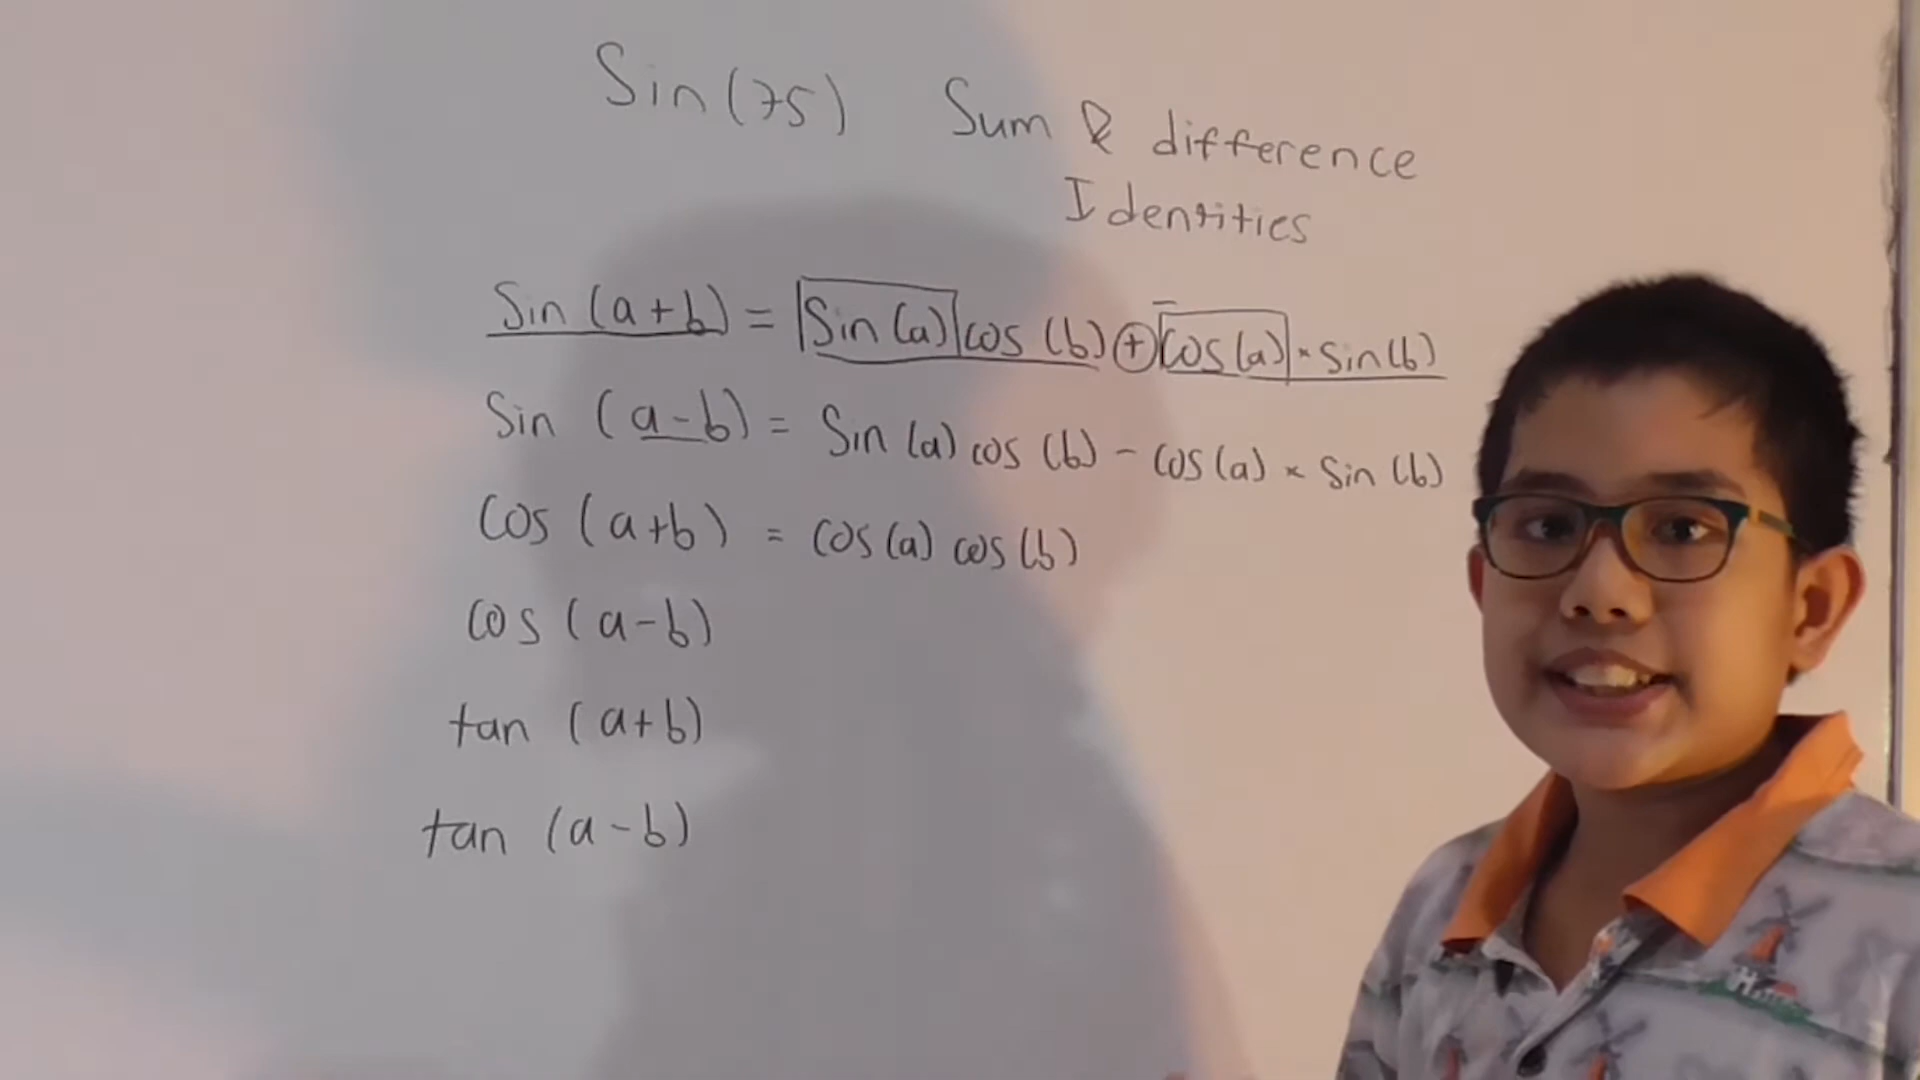 Sin(75) Sum & difference
Identities
Sin (a+b) = Sin(a) cos (b) + cos(a) × sin(b)
Sin (a-b) = Sin (a) cos (b) - cos(a) × sin (b)
cos (a+b) = cos(a) cos(b)
cos (a-b)
tan (a+b)
tan (a-b)